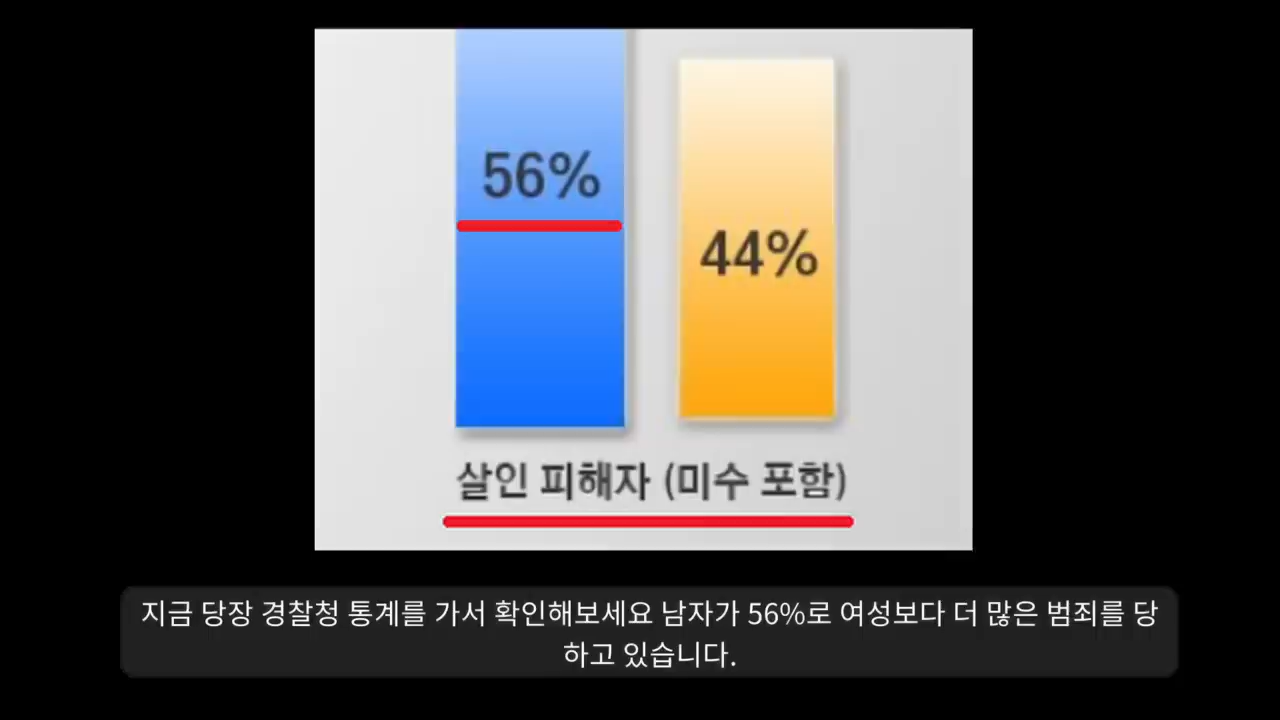 56%
44%
살인 피해자 (미수 포함)
지금 당장 경찰청 통계를 가서 확인해보세요 남자가 56%로 여성보다 더 많은 범죄를 당
하고 있습니다.